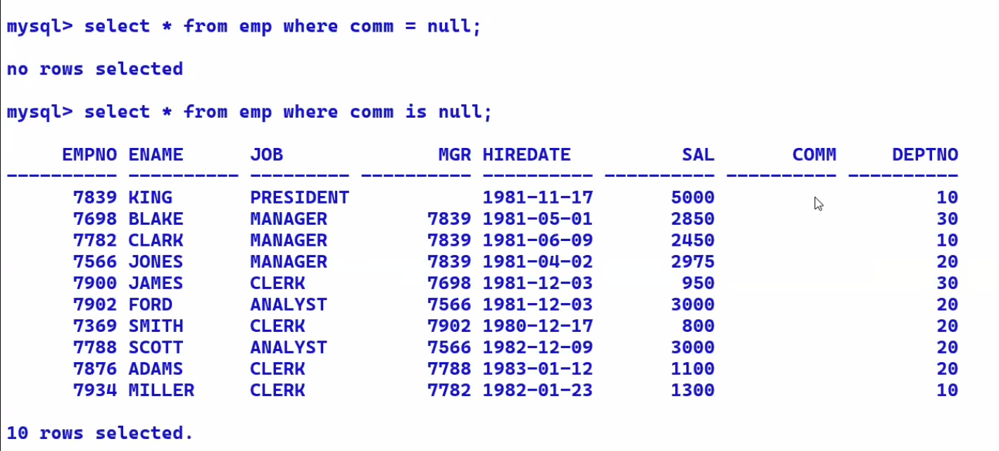 mysql> select * from emp where comm = null;
no rows selected
mysql> select * from emp where comm is null;
     EMPNO ENAME      JOB              MGR HIREDATE          SAL       COMM     DEPTNO
---------- ---------- --------- ---------- ---------- ---------- ---------- ----------
      7839 KING       PRESIDENT            1981-11-17       5000                    10
      7698 BLAKE      MANAGER         7839 1981-05-01       2850                    30
      7782 CLARK      MANAGER         7839 1981-06-09       2450                    10
      7566 JONES      MANAGER         7839 1981-04-02       2975                    20
      7900 JAMES      CLERK           7698 1981-12-03        950                    30
      7902 FORD       ANALYST         7566 1981-12-03       3000                    20
      7369 SMITH      CLERK           7902 1980-12-17        800                    20
      7788 SCOTT      ANALYST         7566 1982-12-09       3000                    20
      7876 ADAMS      CLERK           7788 1983-01-12       1100                    20
      7934 MILLER     CLERK           7782 1982-01-23       1300                    10
10 rows selected.